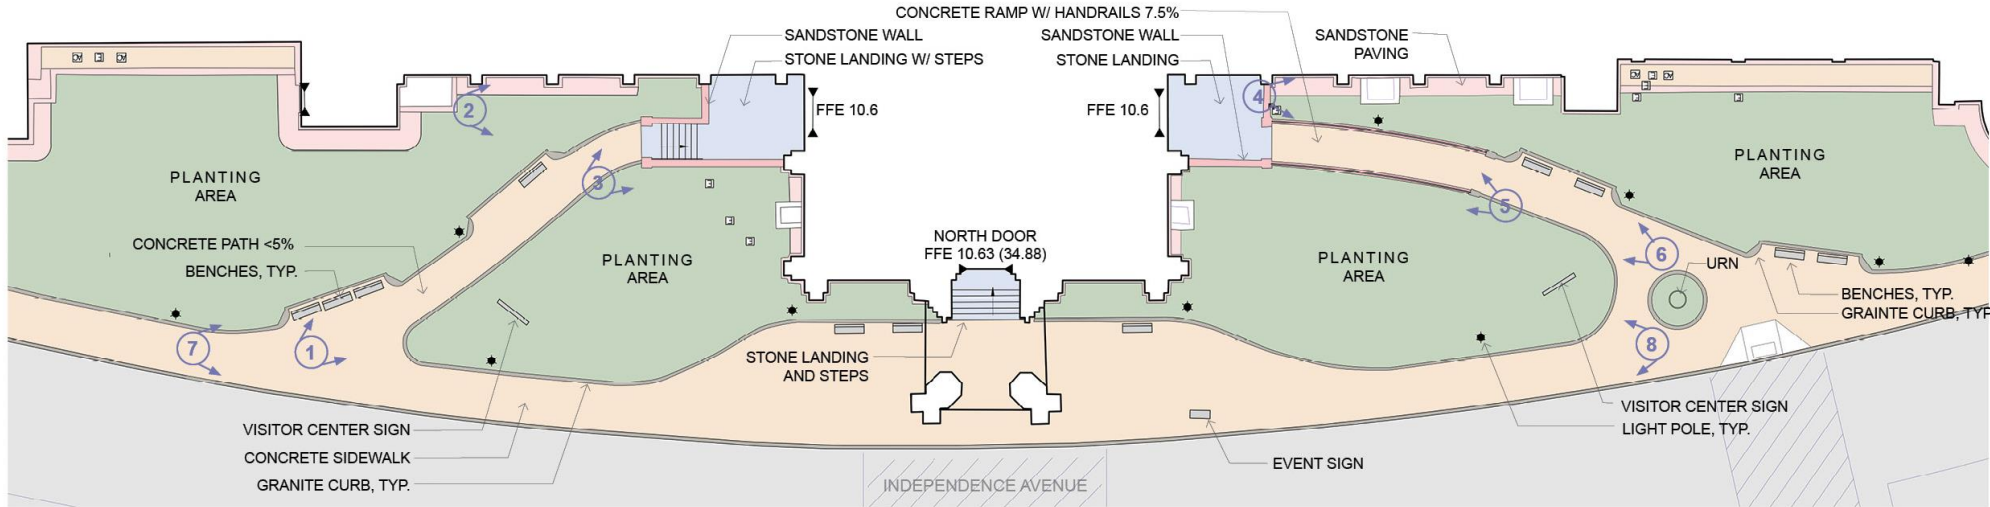 CONCRETE RAMP W/ HANDRAILS 7.5%
SANDSTONE WALL
SANDSTONE WALL
SANDSTONE
PAVING
STONE LANDING W/ STEPS
STONE LANDING
2
4
FFE 10.6
FFE 10.6
PLANTING
AREA
PLANTING
AREA
3
5
CONCRETE PATH <5%
BENCHES, TYP.
PLANTING
AREA
NORTH DOOR
FFE 10.63 (34.88)
PLANTING
AREA
6
URN
BENCHES, TYP.
GRAINTE CURB, TYP
7
1
8
STONE LANDING
AND STEPS
VISITOR CENTER SIGN
CONCRETE SIDEWALK
GRANITE CURB, TYP.
VISITOR CENTER SIGN
LIGHT POLE, TYP.
EVENT SIGN
INDEPENDENCE AVENUE